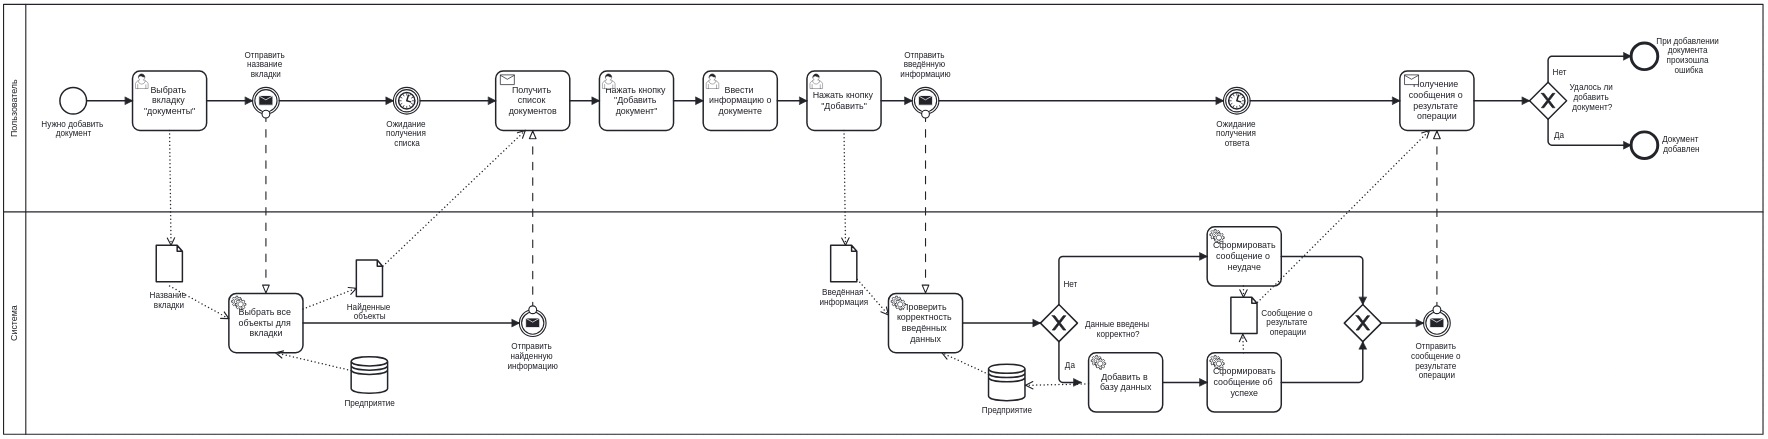 Пользователь
Нужно добавить
документ
Выбрать
вкладку
"документы"
Отправить
название
вкладки
Ожидание
получения
списка
Получить
список
документов
Нажать кнопку
"Добавить
документ"
Ввести
информацию о
документе
Нажать кнопку
"Добавить"
Отправить
введённую
информацию
Ожидание
получения
ответа
Получение
сообщения о
результате
операции
Удалось ли
добавить
документ?
Нет
Да
При добавлении
документа
произошла
ошибка
Документ
добавлен
Система
Название
вкладки
Выбрать все
объекты для
вкладки
Найденные
объекты
Предприятие
Отправить
найденную
информацию
Введённая
информация
Проверить
корректность
введённых
данных
Предприятие
Данные введены
корректно?
Нет
Да
Добавить в
базу данных
Сформировать
сообщение о
неудаче
Сообщение о
результате
операции
Сформировать
сообщение об
успехе
Отправить
сообщение о
результате
операции